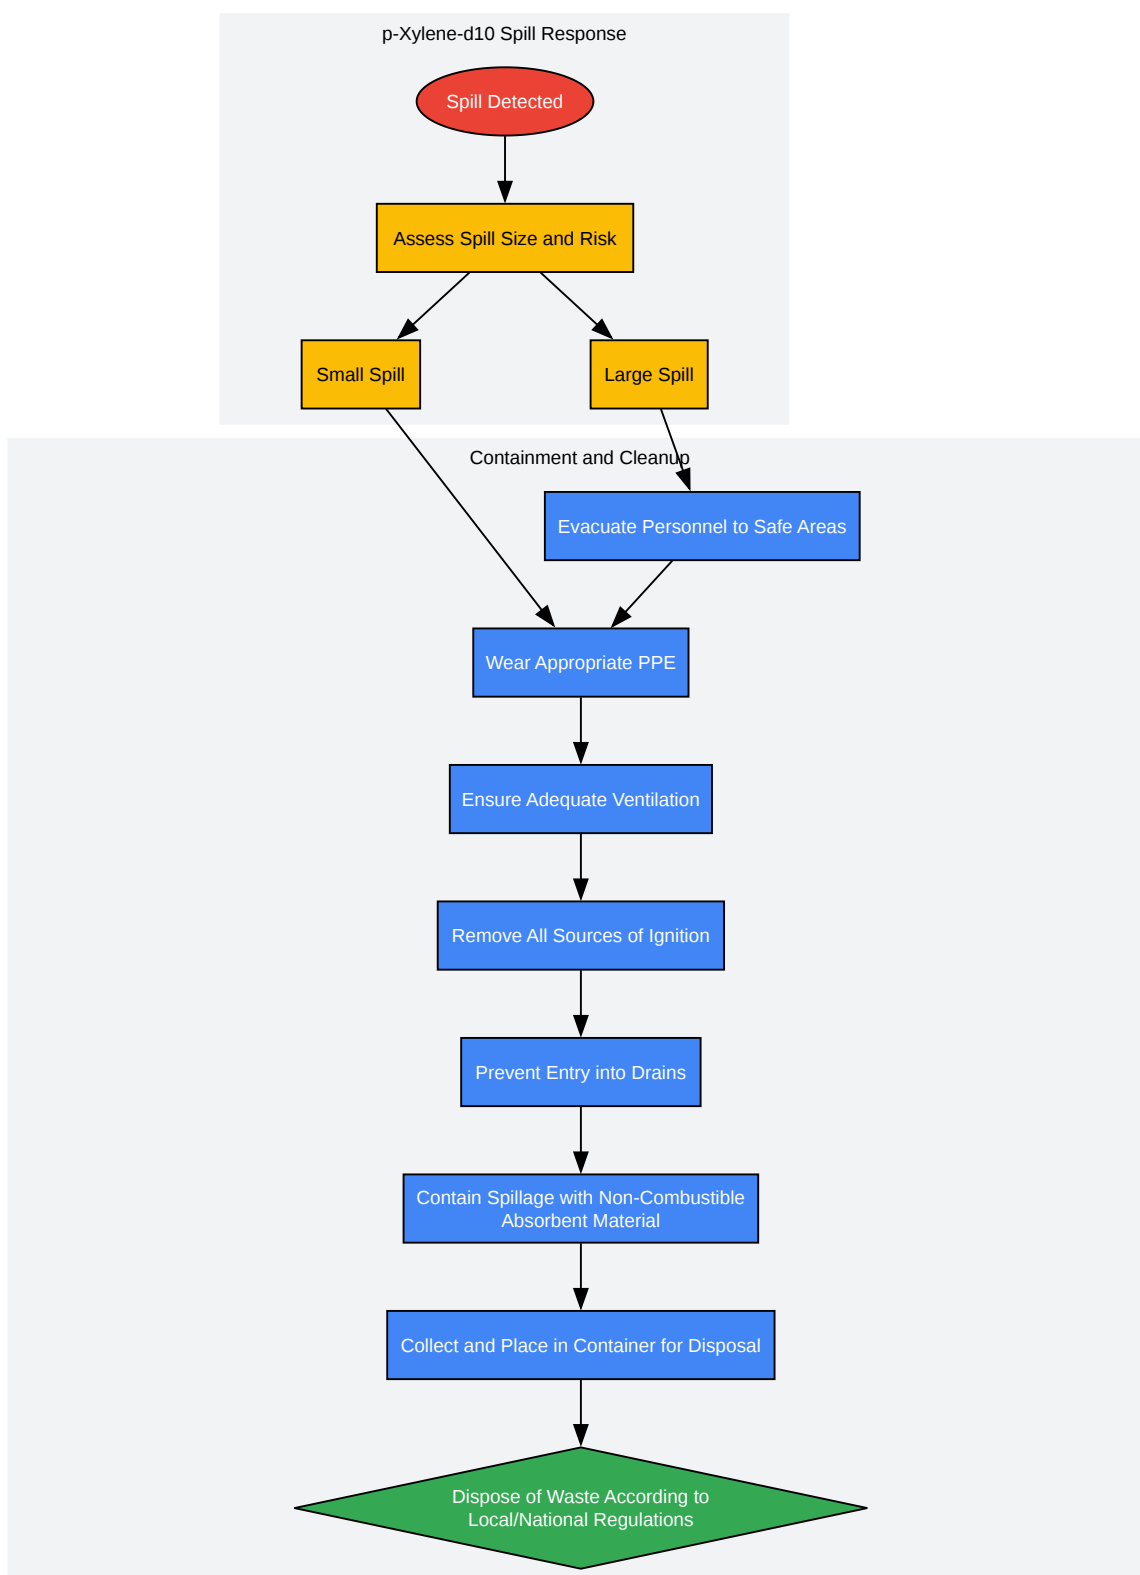 p-Xylene-d10 Spill Response
Spill Detected
Assess Spill Size and Risk
Small Spill
Large Spill
Containment and Cleanup
Evacuate Personnel to Safe Areas
Wear Appropriate PPE
Ensure Adequate Ventilation
Remove All Sources of Ignition
Prevent Entry into Drains
Contain Spillage with Non-Combustible
Absorbent Material
Collect and Place in Container for Disposal
Dispose of Waste According to
Local/National Regulations